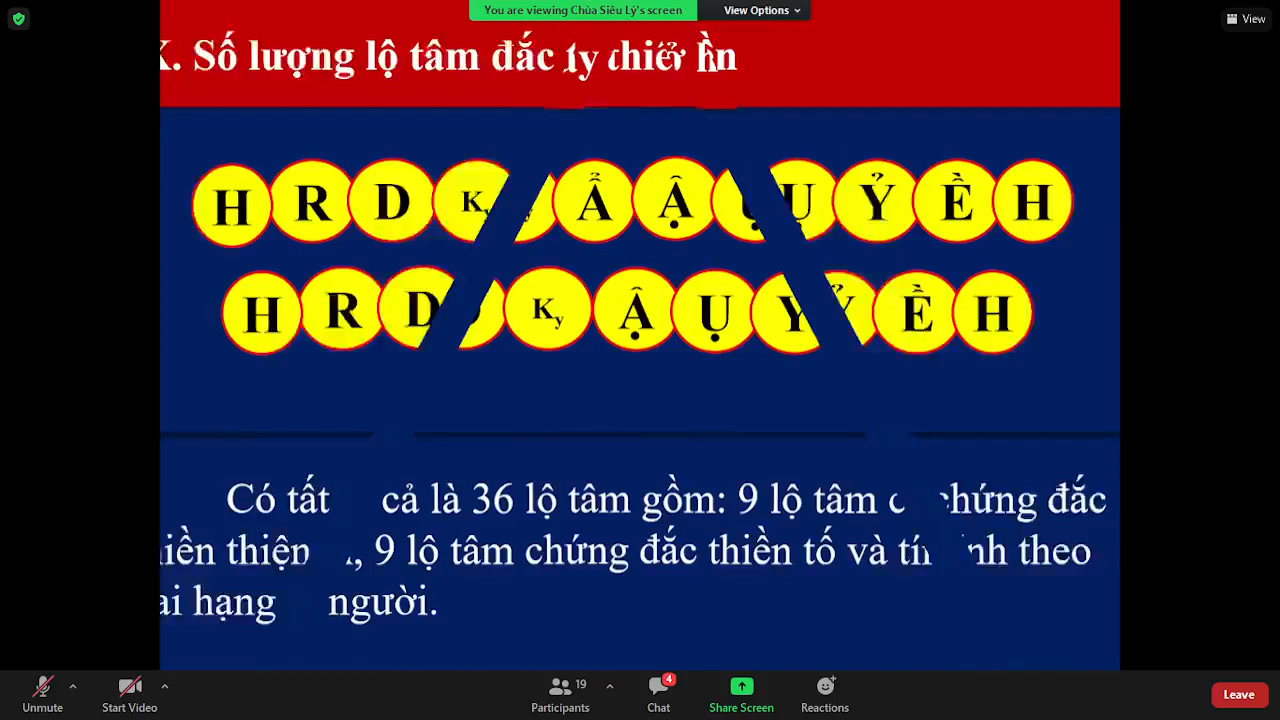 You are viewing Chùa Siêu Lý's screen
View Options
View
. Số lượng lộ tâm đắc
H R D K Ẩ Ậ Ụ Ỷ Ề H
H R D Ky Ậ Ụ Ỷ Ề H
Có tất cả là 36 lộ tâm gồm: 9 lộ tâm chứng đắc
thiện, 9 lộ tâm chứng đắc thiền tố và tính theo
hạng người.
Unmute
Start Video
19
Participants
4
Chat
Share Screen
Reactions
Leave